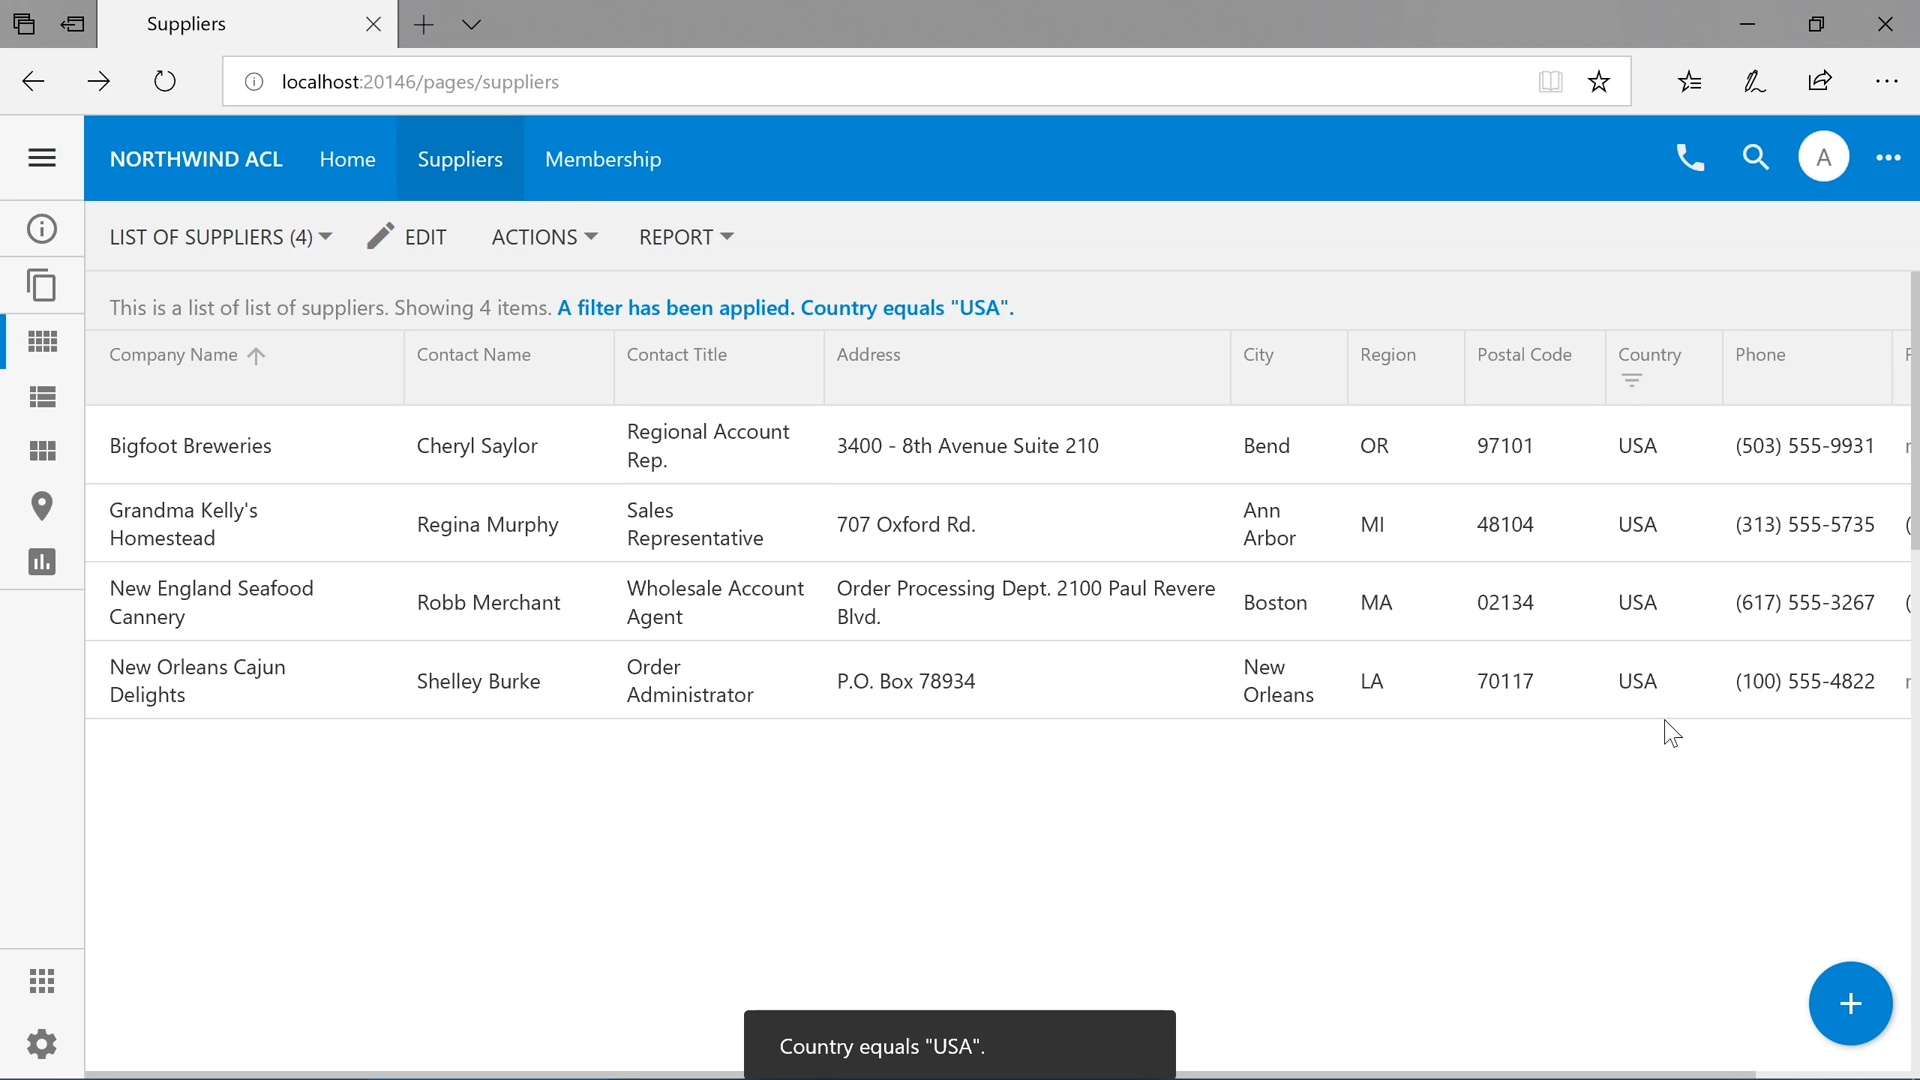 Suppliers
localhost:20146/pages/suppliers
NORTHWIND ACL Home Suppliers Membership A
LIST OF SUPPLIERS (4) EDIT ACTIONS REPORT
This is a list of list of suppliers. Showing 4 items. A filter has been applied. Country equals "USA".
Company Name Contact Name Contact Title Address City Region Postal Code Country Phone
Bigfoot Breweries Cheryl Saylor Regional Account Rep. 3400 - 8th Avenue Suite 210 Bend OR 97101 USA (503) 555-9931
Grandma Kelly's Homestead Regina Murphy Sales Representative 707 Oxford Rd. Ann Arbor MI 48104 USA (313) 555-5735
New England Seafood Cannery Robb Merchant Wholesale Account Agent Order Processing Dept. 2100 Paul Revere Blvd. Boston MA 02134 USA (617) 555-3267
New Orleans Cajun Delights Shelley Burke Order Administrator P.O. Box 78934 New Orleans LA 70117 USA (100) 555-4822
Country equals "USA".